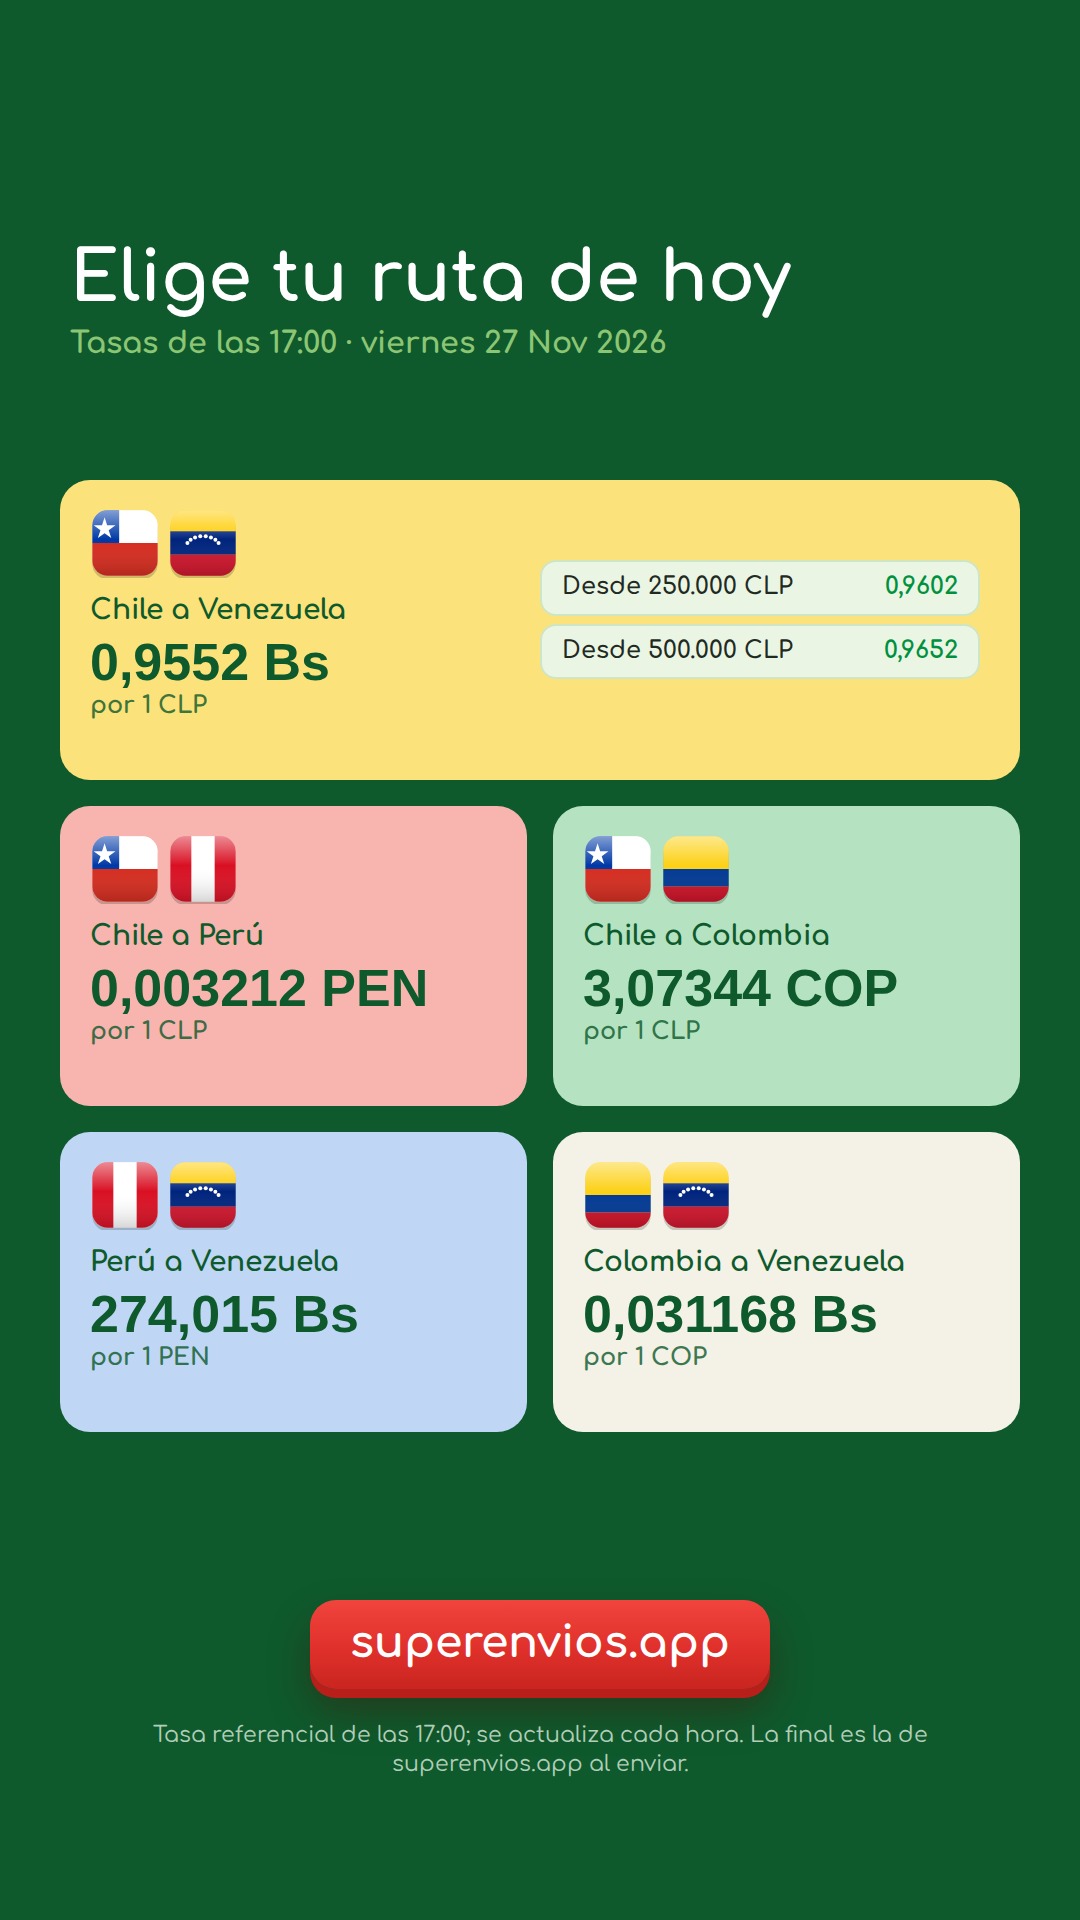 Elige tu ruta de hoy
Tasas de las 17:00 · viernes 27 Nov 2026
Chile a Venezuela
0,9552 Bs
por 1 CLP
Desde 250.000 CLP 0,9602
Desde 500.000 CLP 0,9652
Chile a Perú
0,003212 PEN
por 1 CLP
Chile a Colombia
3,07344 COP
por 1 CLP
Perú a Venezuela
274,015 Bs
por 1 PEN
Colombia a Venezuela
0,031168 Bs
por 1 COP
superenvios.app
Tasa referencial de las 17:00; se actualiza cada hora. La final es la de
superenvios.app al enviar.